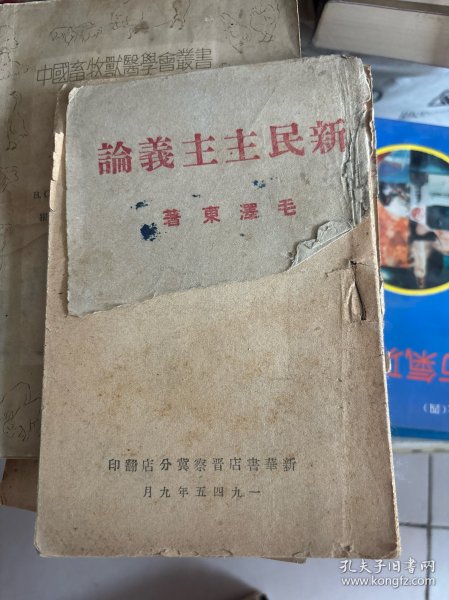 中國畜牧獸醫學會叢書
新民主主義論
毛澤東著
新華書店晉察冀分店翻印
一九四五年九月
(四)
孔夫子旧书网
www.kongfz.com